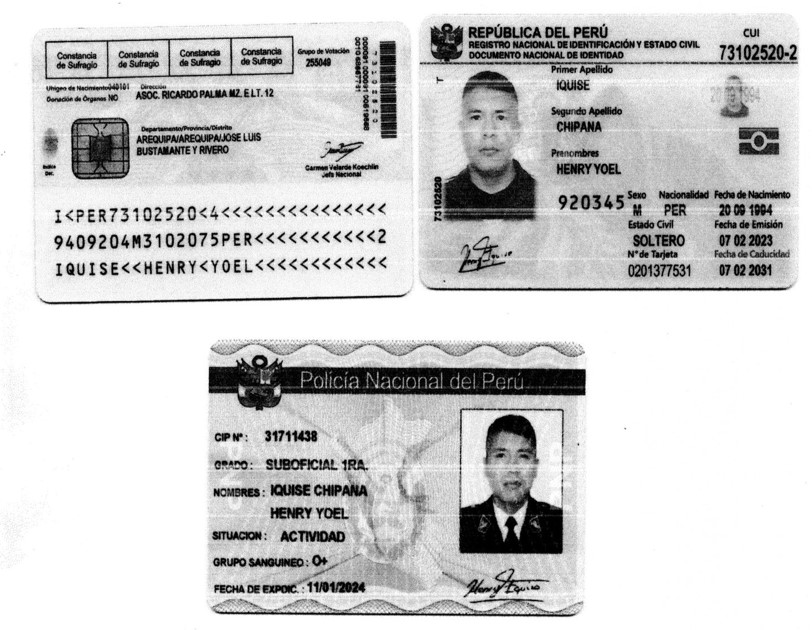 Constancia de Sufragio
Constancia de Sufragio
Constancia de Sufragio
Constancia de Sufragio
Grupo de Votación
255049
Donación de Órganos NO
Dirección
ASOC. RICARDO PALMA MZ. E LT. 12
Departamento/Provincia/Distrito
AREQUIPA/AREQUIPA/JOSE LUIS
BUSTAMANTE Y RIVERO
Carmen Velarde Koechlin
Jefa Nacional
Indice
Der.
I<PER73102520<4<<<<<<<<<<<<<<<
9409204M3102075PER<<<<<<<<<<<2
IQUISE<<HENRY<YOEL<<<<<<<<<<<<
REPÚBLICA DEL PERÚ
REGISTRO NACIONAL DE IDENTIFICACIÓN Y ESTADO CIVIL
DOCUMENTO NACIONAL DE IDENTIDAD
CUI
73102520-2
Primer Apellido
IQUISE
Segundo Apellido
CHIPANA
Prenombres
HENRY YOEL
T
73102520
20 09 1994
920345
Sexo Nacionalidad Fecha de Nacimiento
M PER 20 09 1994
Estado Civil Fecha de Emisión
SOLTERO 07 02 2023
N° de Tarjeta Fecha de Caducidad
0201377531 07 02 2031
Policía Nacional del Perú
CIP Nº : 31711438
GRADO : SUBOFICIAL 1RA.
NOMBRES : IQUISE CHIPANA
HENRY YOEL
SITUACION : ACTIVIDAD
GRUPO SANGUINEO : O+
FECHA DE EXPDIC. : 11/01/2024